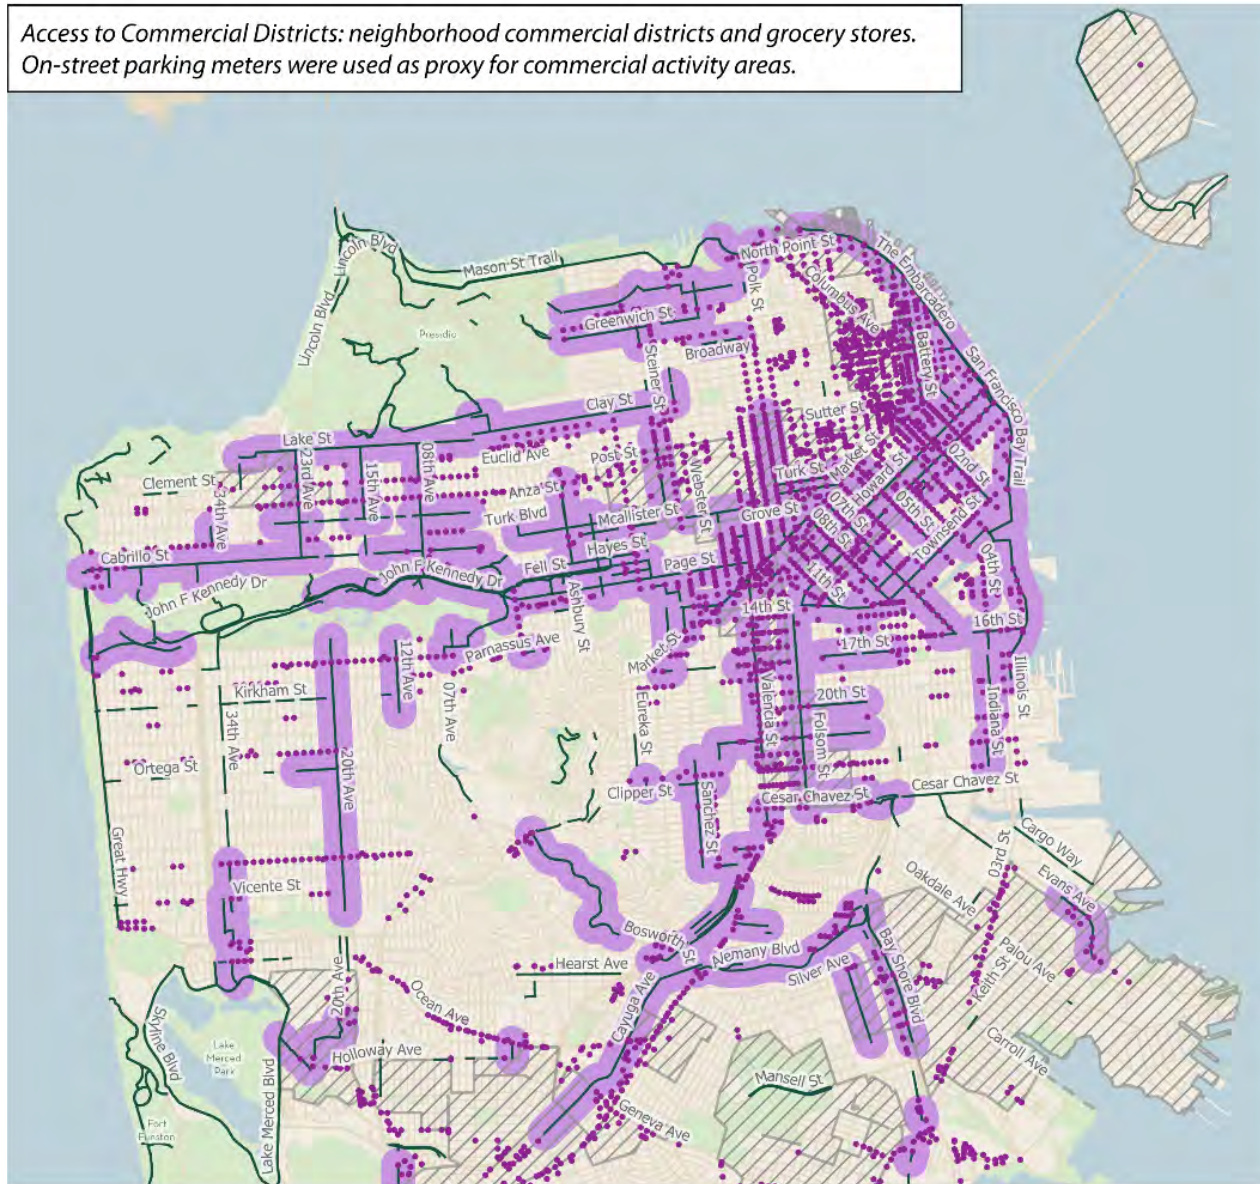 Access to Commercial Districts: neighborhood commercial districts and grocery stores.
On-street parking meters were used as proxy for commercial activity areas.
Lincoln Blvd
Mason St Trail
North Point St
The Embarcadero
Polk St
Columbus Ave
Lincoln Blvd
Presidio
Greenwich St
Steiner St
Broadway
Battery St
San Francisco Bay Trail
Clay St
Sutter St
Lake St
23rd Ave
15th Ave
08th Ave
Euclid Ave
Post St
Webster St
Turk St
Market St
Howard St
02nd St
Clement St
34th Ave
Anza St
Turk Blvd
Mcallister St
Grove St
07th St
08th St
05th St
Townsend St
Cabrillo St
John F Kennedy Dr
John F Kennedy Dr
Fell St
Hayes St
Page St
11th St
04th St
Ashbury St
14th St
16th St
12th Ave
Parnassus Ave
Market St
17th St
Kirkham St
34th Ave
07th Ave
Eureka St
Valencia St
20th St
Folsom St
Indiana St
Illinois St
Ortega St
20th Ave
Clipper St
Sanchez St
Cesar Chavez St
Cesar Chavez St
Great Hwy
Vicente St
Cargo Way
03rd St
Oakdale Ave
Evans Ave
Bosworth St
Alemany Blvd
Silver Ave
Bay Shore Blvd
Palou Ave
Keith St
Hearst Ave
Cayuga Ave
Ocean Ave
20th Ave
Skyline Blvd
Lake
Merced
Park
Holloway Ave
Carroll Ave
Mansell St
Geneva Ave
Lake Merced Blvd
Fort
Funston